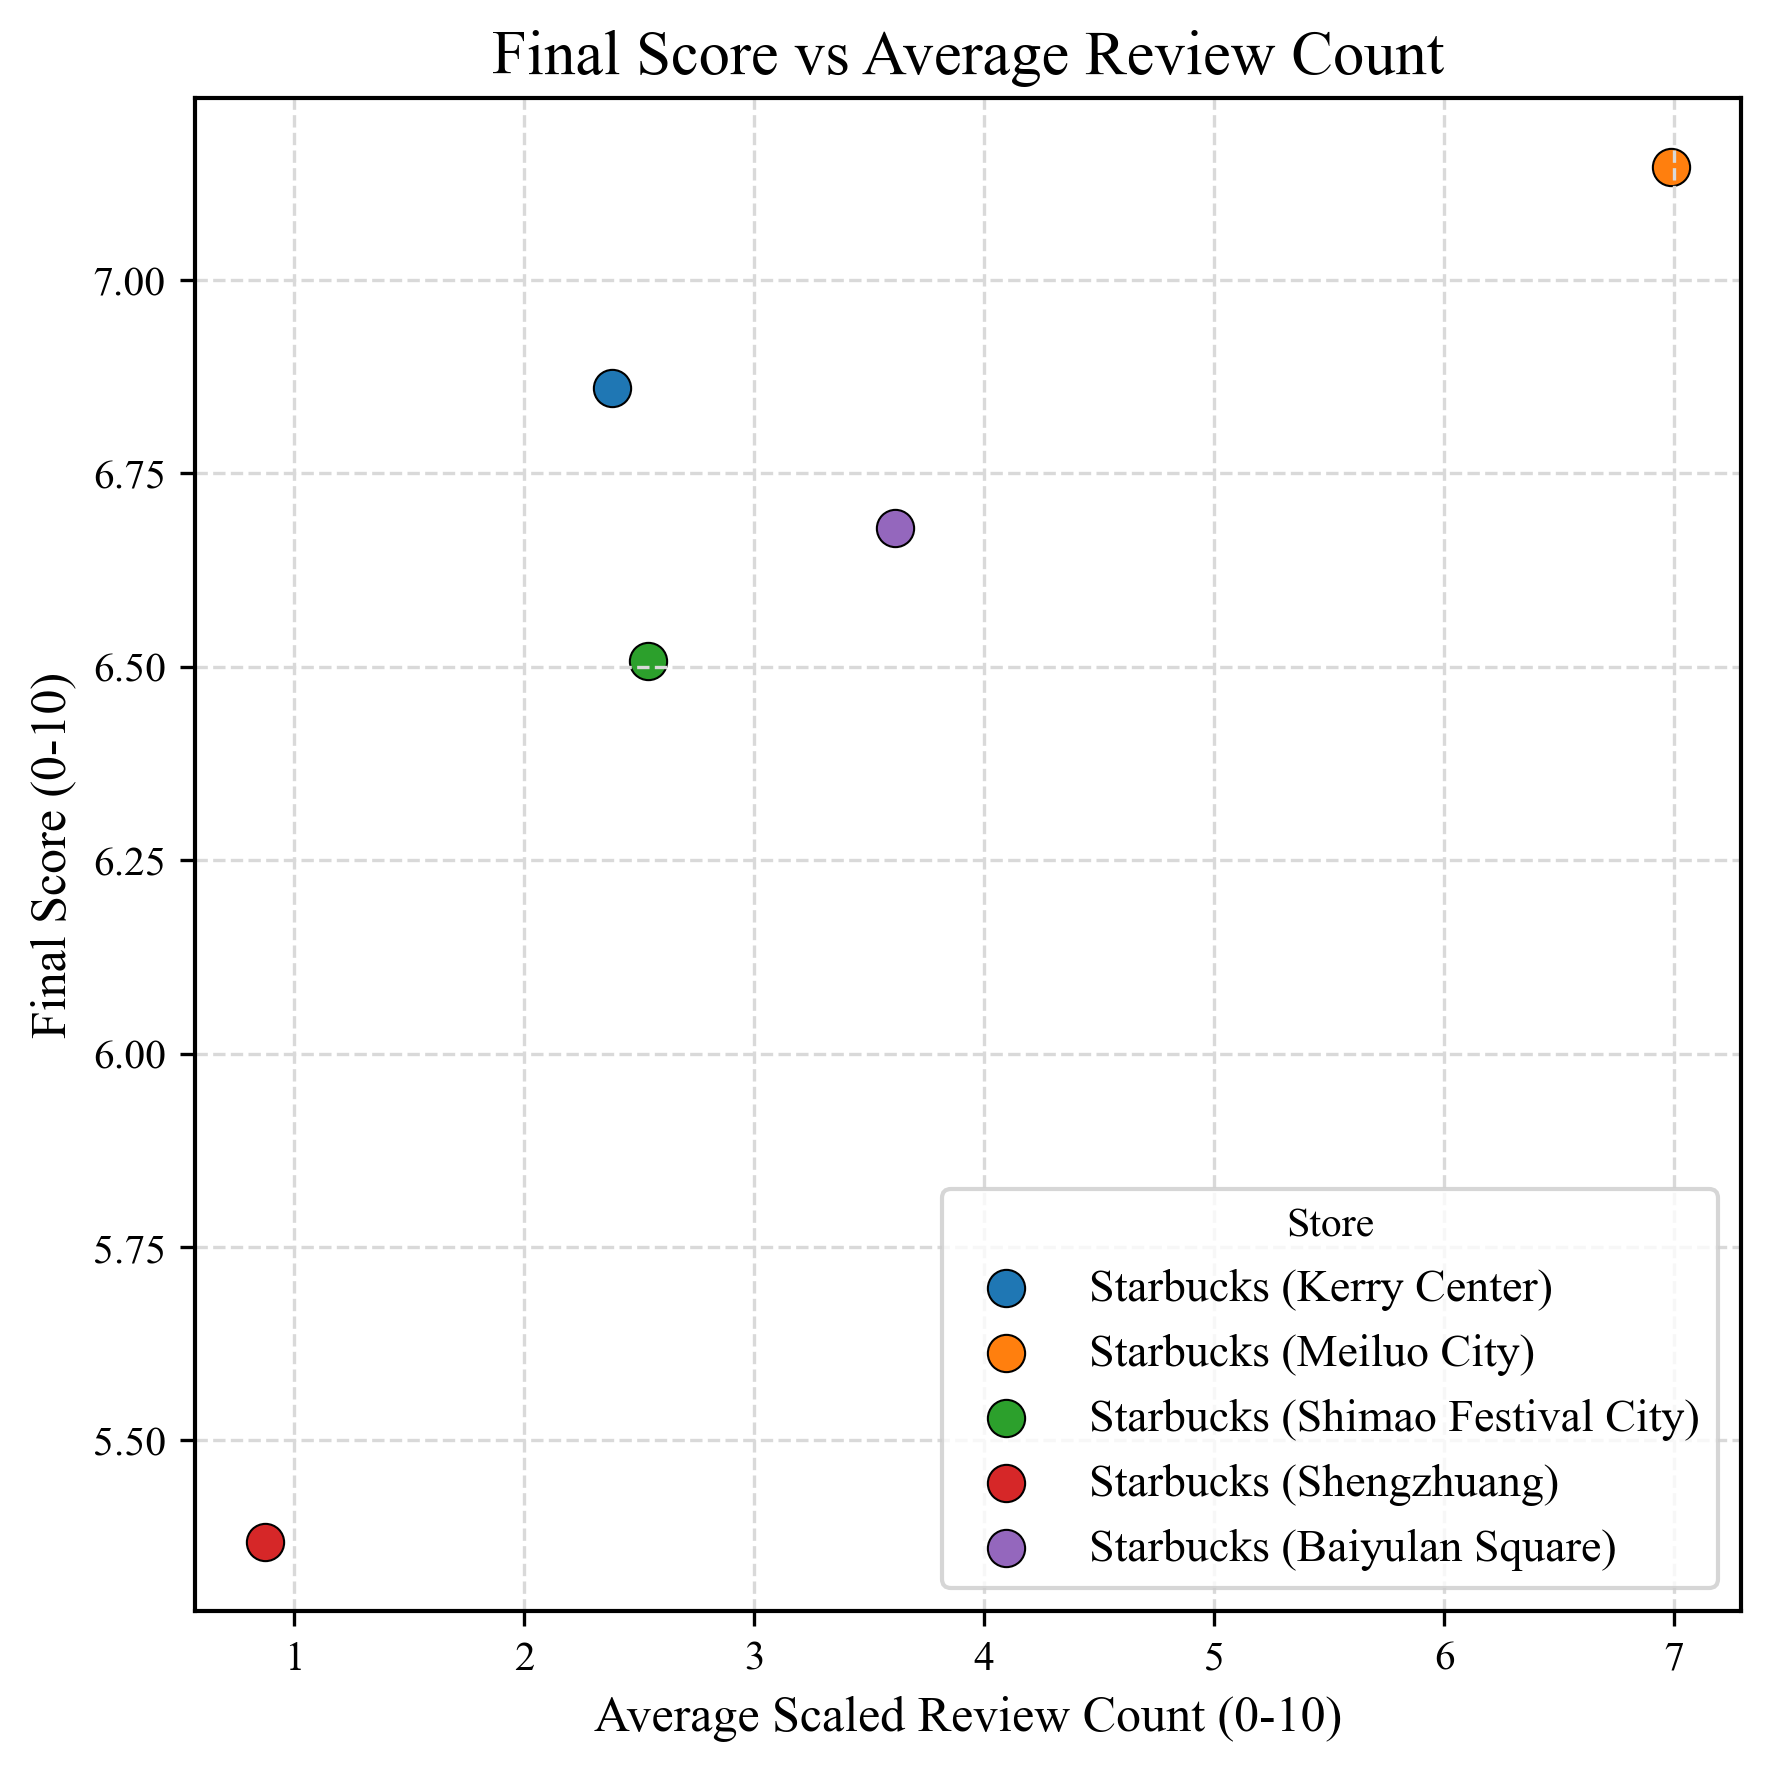 Final Score vs Average Review Count
Final Score (0-10)
7.00
6.75
6.50
6.25
6.00
5.75
5.50
Store
Starbucks (Kerry Center)
Starbucks (Meiluo City)
Starbucks (Shimao Festival City)
Starbucks (Shengzhuang)
Starbucks (Baiyulan Square)
1 2 3 4 5 6 7
Average Scaled Review Count (0-10)